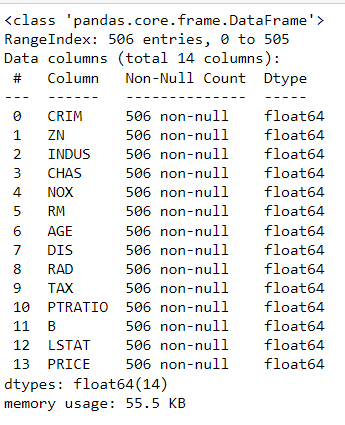 <class 'pandas.core.frame.DataFrame'>
RangeIndex: 506 entries, 0 to 505
Data columns (total 14 columns):
 #   Column   Non-Null Count  Dtype
---  ------   --------------  -----
 0   CRIM     506 non-null    float64
 1   ZN       506 non-null    float64
 2   INDUS    506 non-null    float64
 3   CHAS     506 non-null    float64
 4   NOX      506 non-null    float64
 5   RM       506 non-null    float64
 6   AGE      506 non-null    float64
 7   DIS      506 non-null    float64
 8   RAD      506 non-null    float64
 9   TAX      506 non-null    float64
 10  PTRATIO  506 non-null    float64
 11  B        506 non-null    float64
 12  LSTAT    506 non-null    float64
 13  PRICE    506 non-null    float64
dtypes: float64(14)
memory usage: 55.5 KB